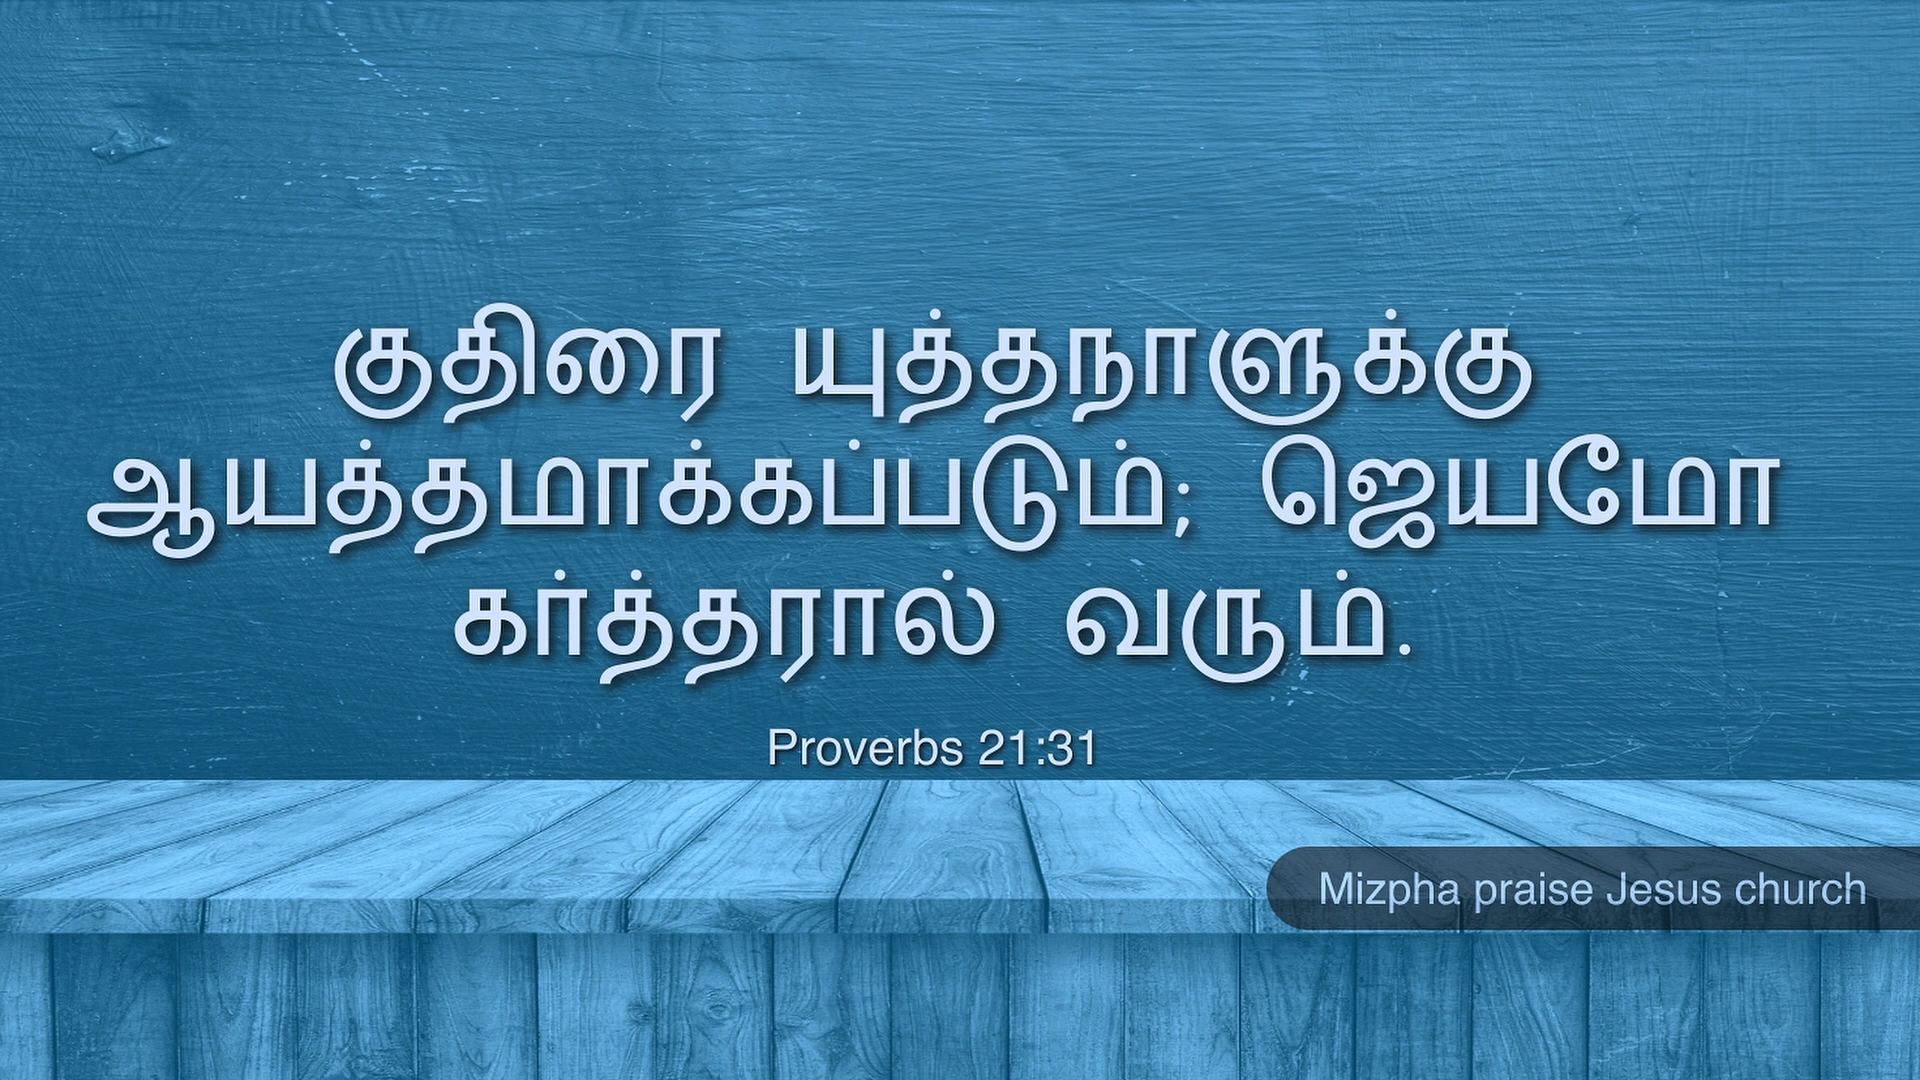 குதிரை யுத்தநாளுக்கு
ஆயத்தமாக்கப்படும்; ஜெயமோ
கர்த்தரால் வரும்.
Proverbs 21:31
Mizpha praise Jesus church